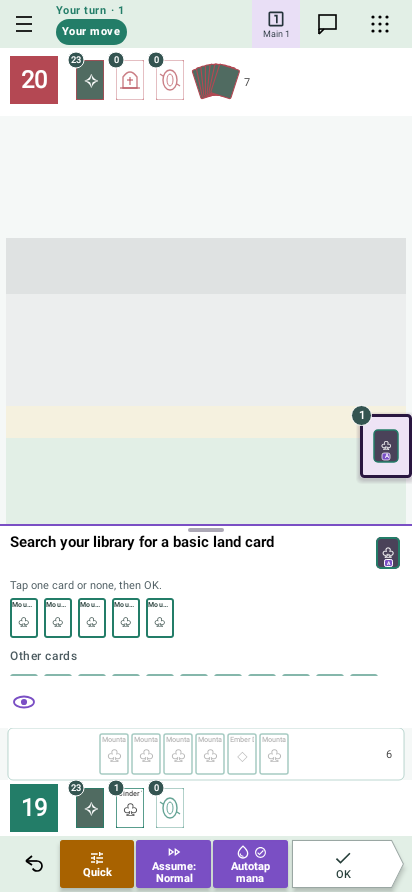 Your turn · 1
Your move
1
Main 1
20
23
0
0
7
1
A
Search your library for a basic land card
A
Tap one card or none, then OK.
Mou... Mou... Mou... Mou... Mou...
Other cards
Mounta Mounta Mounta Mounta Ember Mounta
6
19
23
1
0
Quick
Assume: Normal
Autotap mana
OK